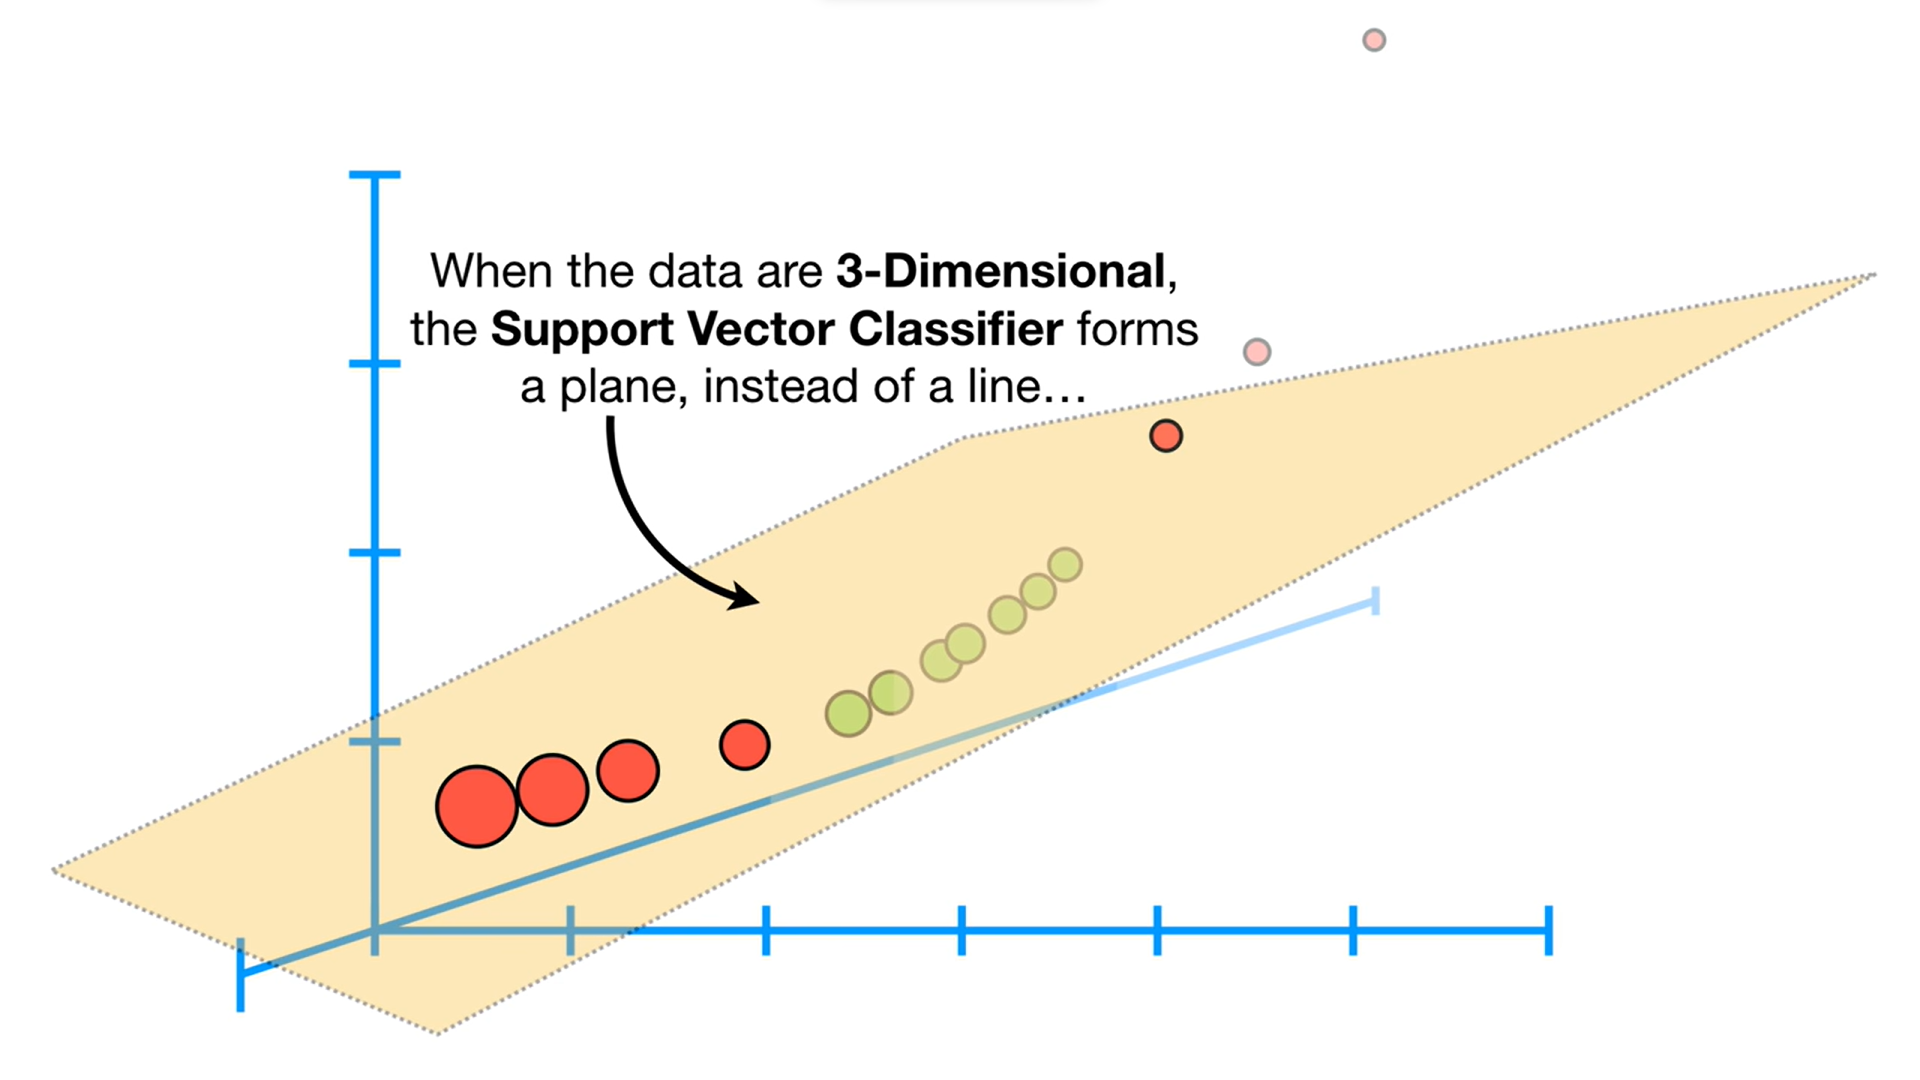 When the data are 3-Dimensional,
the Support Vector Classifier forms
a plane, instead of a line…